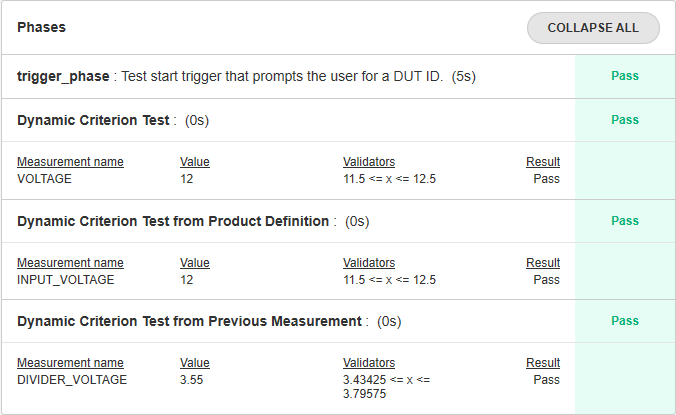 Phases
COLLAPSE ALL
trigger_phase : Test start trigger that prompts the user for a DUT ID. (5s)
Pass
Dynamic Criterion Test : (0s)
Pass
Measurement name Value Validators Result
VOLTAGE 12 11.5 <= x <= 12.5 Pass
Dynamic Criterion Test from Product Definition : (0s)
Pass
Measurement name Value Validators Result
INPUT_VOLTAGE 12 11.5 <= x <= 12.5 Pass
Dynamic Criterion Test from Previous Measurement : (0s)
Pass
Measurement name Value Validators Result
DIVIDER_VOLTAGE 3.55 3.43425 <= x <= Pass
3.79575